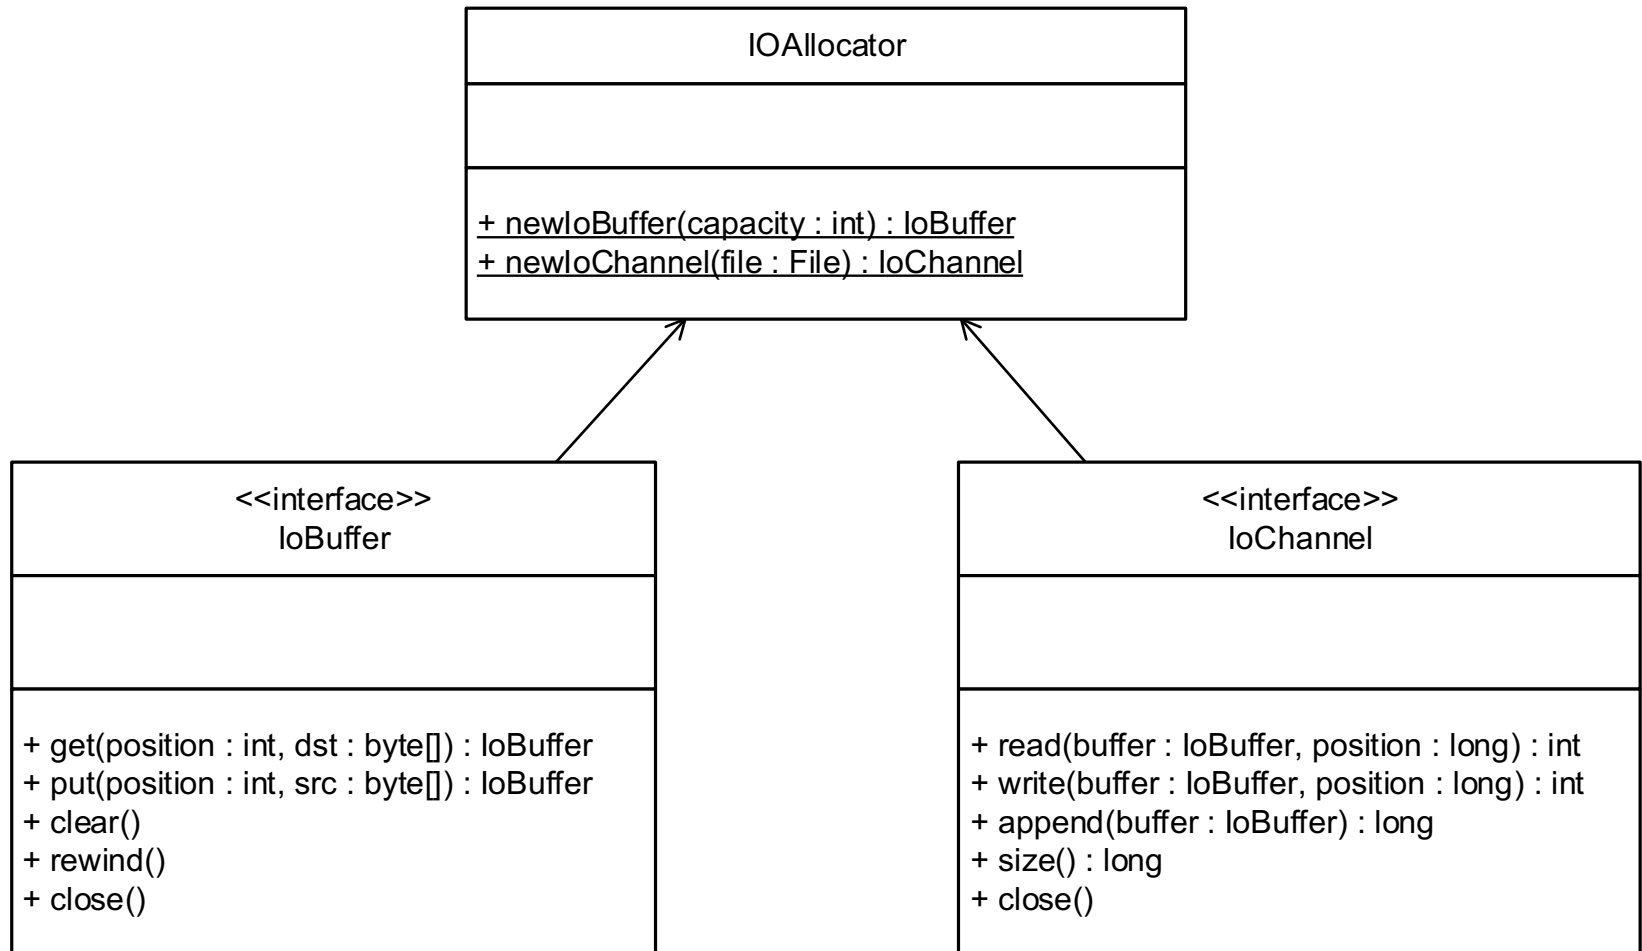 IOAllocator
+ newIoBuffer(capacity : int) : IoBuffer
+ newIoChannel(file : File) : IoChannel
<<interface>>
IoBuffer
+ get(position : int, dst : byte[]) : IoBuffer
+ put(position : int, src : byte[]) : IoBuffer
+ clear()
+ rewind()
+ close()
<<interface>>
IoChannel
+ read(buffer : IoBuffer, position : long) : int
+ write(buffer : IoBuffer, position : long) : int
+ append(buffer : IoBuffer) : long
+ size() : long
+ close()